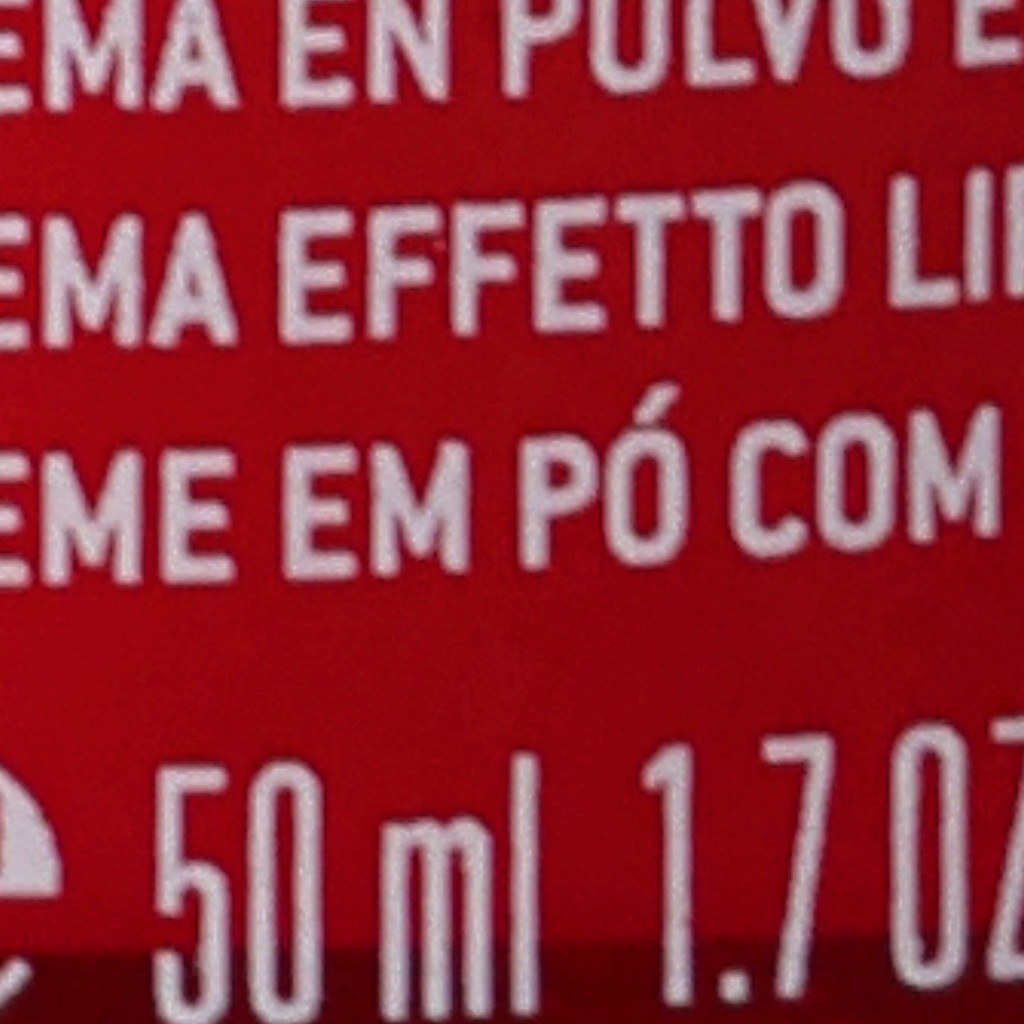 EMA EN POLVO E
EMA EFFETTO LI
EME EM PÓ COM
50 ml 1.7 OZ